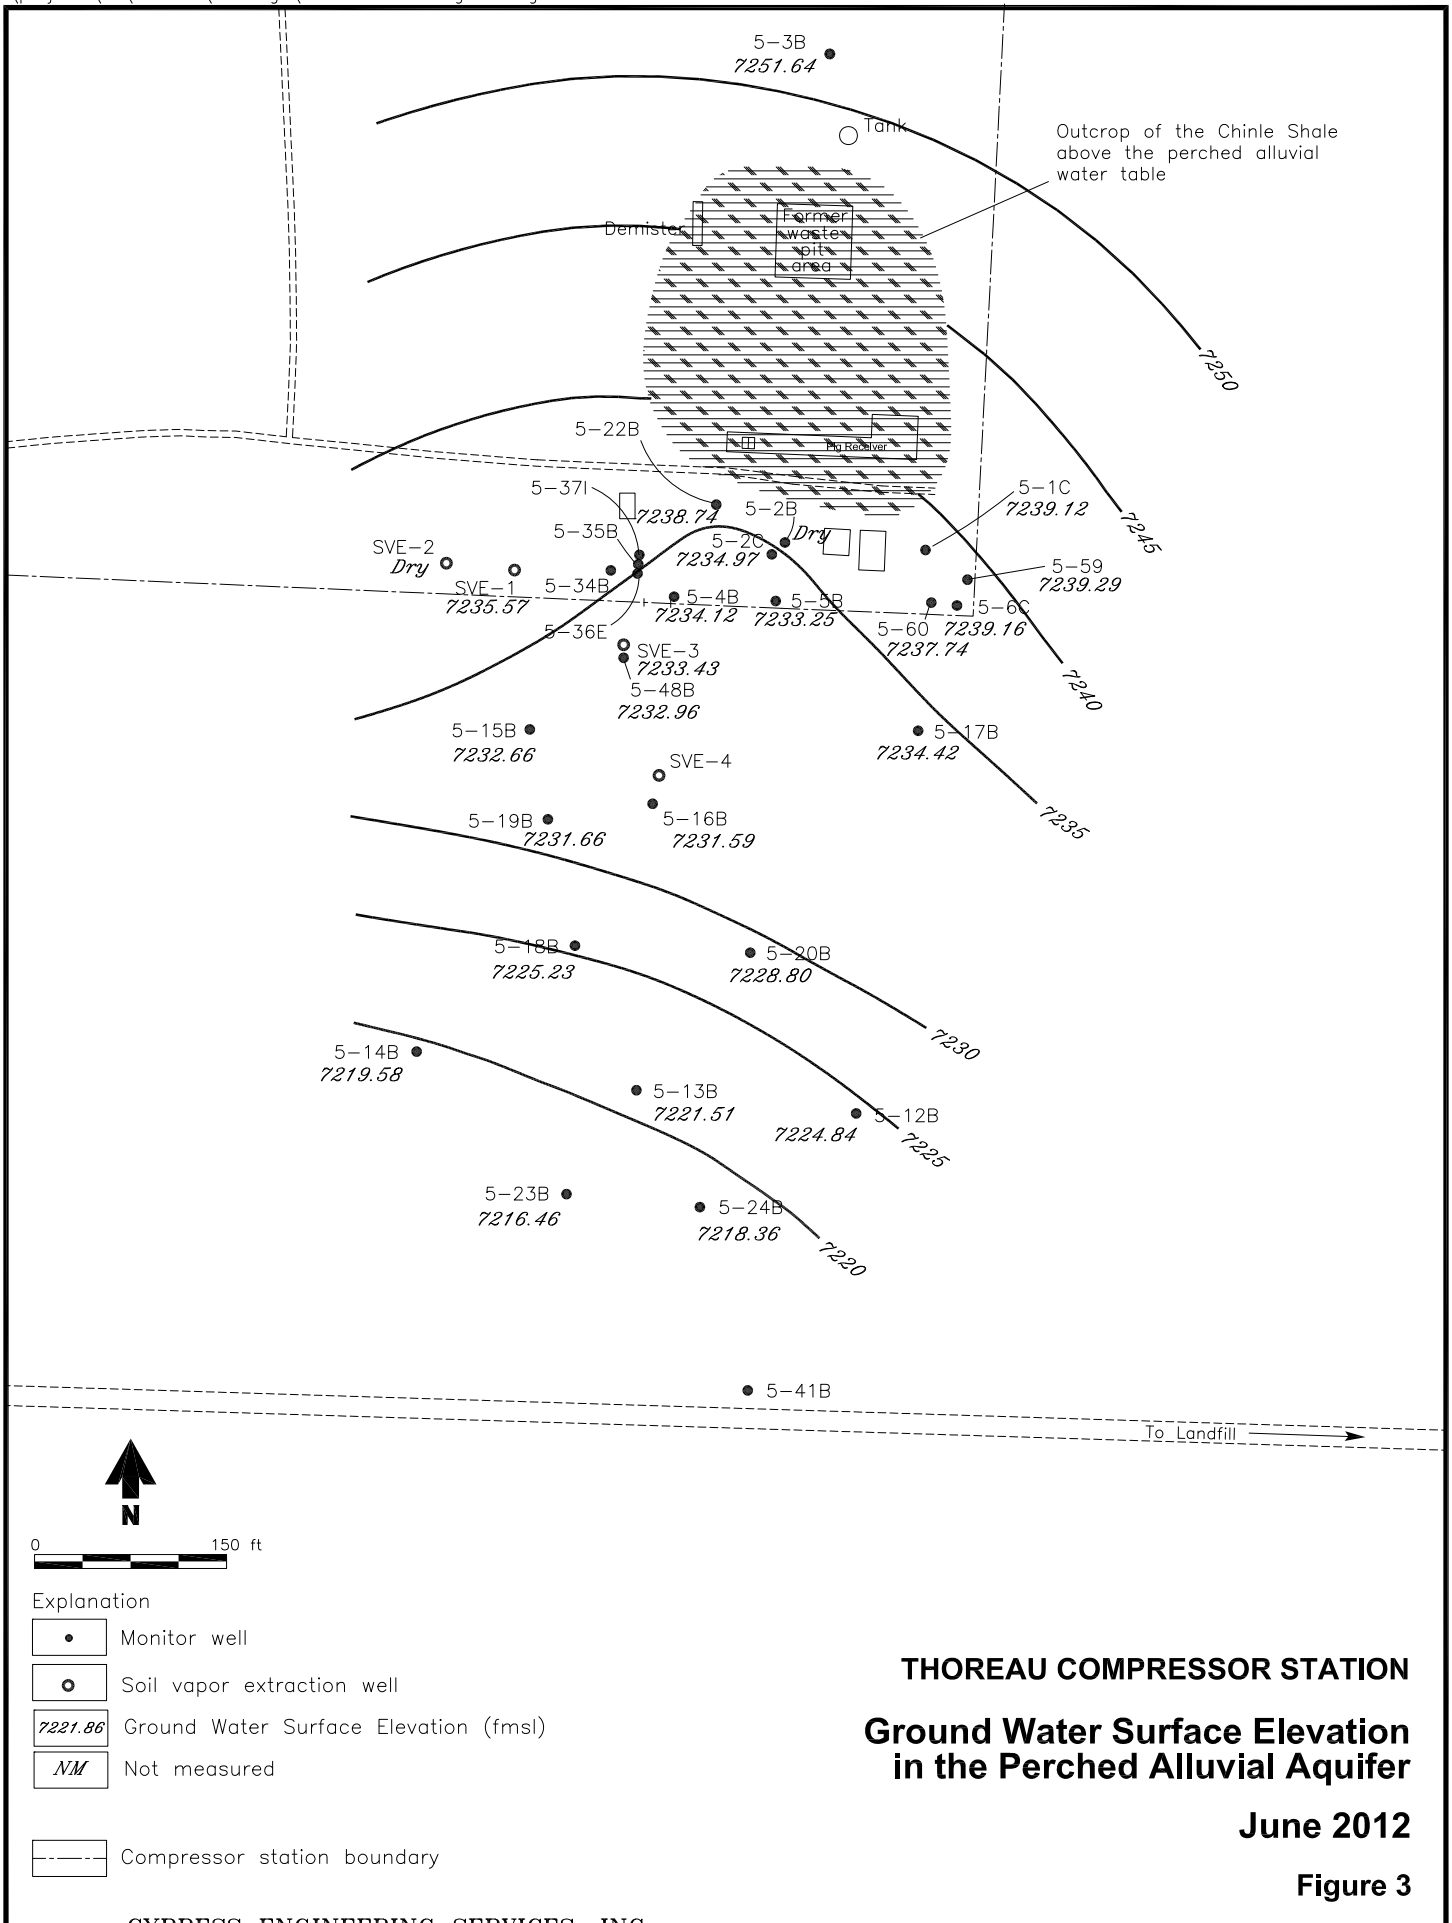 5-3B
7251.64
Tank
Outcrop of the Chinle Shale
above the perched alluvial
water table
Demister
Former
waste
pit
area
7250
5-22B
Pig Receiver
5-37I
7238.74
5-2B
Dry
5-1C
7239.12
7245
5-35B
5-2C
7234.97
SVE-2
Dry
5-59
7239.29
SVE-1
7235.57
5-34B
5-4B
7234.12
5-5B
7233.25
5-6C
7239.16
5-60
7237.74
5-36E
SVE-3
7233.43
5-48B
7232.96
7240
5-15B
7232.66
5-17B
7234.42
SVE-4
5-19B
7231.66
5-16B
7231.59
7235
5-18B
7225.23
5-20B
7228.80
7230
5-14B
7219.58
5-13B
7221.51
5-12B
7224.84
7225
5-23B
7216.46
5-24B
7218.36
7220
5-41B
To Landfill
N
0 150 ft
Explanation
Monitor well
Soil vapor extraction well
7221.86 Ground Water Surface Elevation (fmsl)
NM Not measured
Compressor station boundary
THOREAU COMPRESSOR STATION
Ground Water Surface Elevation
in the Perched Alluvial Aquifer
June 2012
Figure 3
CYPRESS ENGINEERING SERVICES, INC